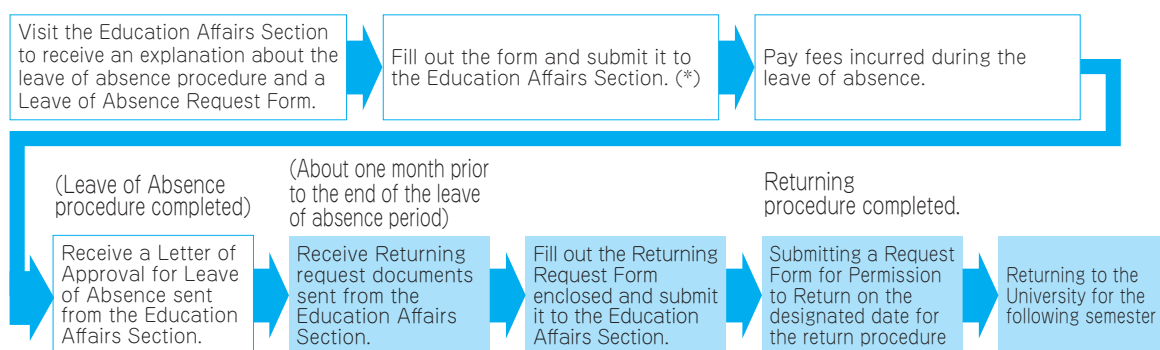 Visit the Education Affairs Section
to receive an explanation about the
leave of absence procedure and a
Leave of Absence Request Form.
Fill out the form and submit it to
the Education Affairs Section. (*)
Pay fees incurred during the
leave of absence.
(Leave of Absence
procedure completed)
Receive a Letter of
Approval for Leave
of Absence sent
from the Education
Affairs Section.
(About one month prior
to the end of the leave
of absence period)
Receive Returning
request documents
sent from the
Education Affairs
Section.
Fill out the Returning
Request Form
enclosed and submit
it to the Education
Affairs Section.
Returning
procedure completed.
Submitting a Request
Form for Permission
to Return on the
designated date for
the return procedure
Returning to the
University for the
following semester